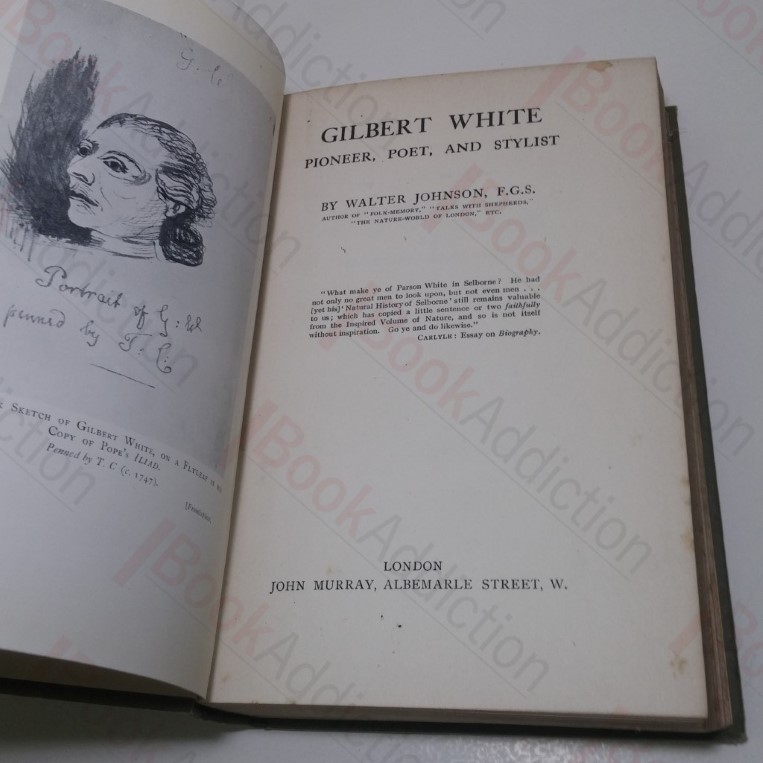 G. C
Portrait of G: W
penned by T. C.
SKETCH OF GILBERT WHITE, ON A FLYLEAF IN HIS
COPY OF POPE'S ILIAD.
Penned by T. C (c. 1747).
[Frontispiece.
GILBERT WHITE
PIONEER, POET, AND STYLIST
BY WALTER JOHNSON, F.G.S.
AUTHOR OF "FOLK-MEMORY," "TALKS WITH SHEPHERDS,"
"THE NATURE-WORLD OF LONDON," ETC.
"What make ye of Parson White in Selborne? He had
not only no great men to look upon, but not even men . . .
[yet his] 'Natural History of Selborne' still remains valuable
to us; which has copied a little sentence or two faithfully
from the Inspired Volume of Nature, and so is not itself
without inspiration. Go ye and do likewise."
CARLYLE: Essay on Biography.
LONDON
JOHN MURRAY, ALBEMARLE STREET, W.
BookAddiction